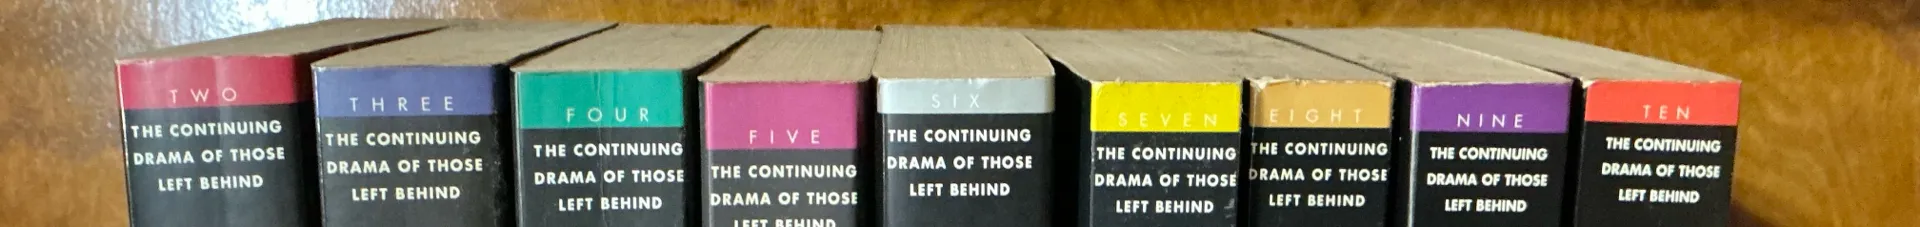 TWO
THE CONTINUING
DRAMA OF THOSE
LEFT BEHIND
THREE
THE CONTINUING
DRAMA OF THOSE
LEFT BEHIND
FOUR
THE CONTINUING
DRAMA OF THOSE
LEFT BEHIND
FIVE
THE CONTINUING
DRAMA OF THOSE
LEFT BEHIND
SIX
THE CONTINUING
DRAMA OF THOSE
LEFT BEHIND
SEVEN
THE CONTINUING
DRAMA OF THOSE
LEFT BEHIND
EIGHT
THE CONTINUING
DRAMA OF THOSE
LEFT BEHIND
NINE
THE CONTINUING
DRAMA OF THOSE
LEFT BEHIND
TEN
THE CONTINUING
DRAMA OF THOSE
LEFT BEHIND